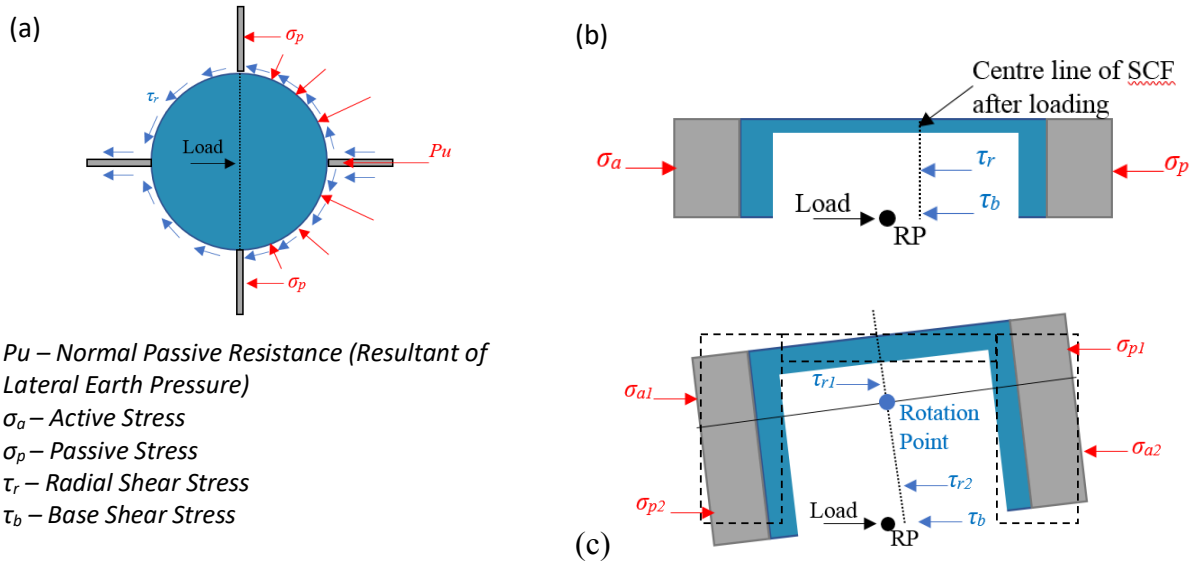 (a)
σp
τr
Load
Pu
σp
Pu – Normal Passive Resistance (Resultant of
Lateral Earth Pressure)
σa – Active Stress
σp – Passive Stress
τr – Radial Shear Stress
τb – Base Shear Stress
(b)
Centre line of SCF
after loading
σa
σp
τr
τb
Load
RP
σp1
σa1
τr1
Rotation
Point
σa2
τr2
σp2
Load
τb
RP
(c)